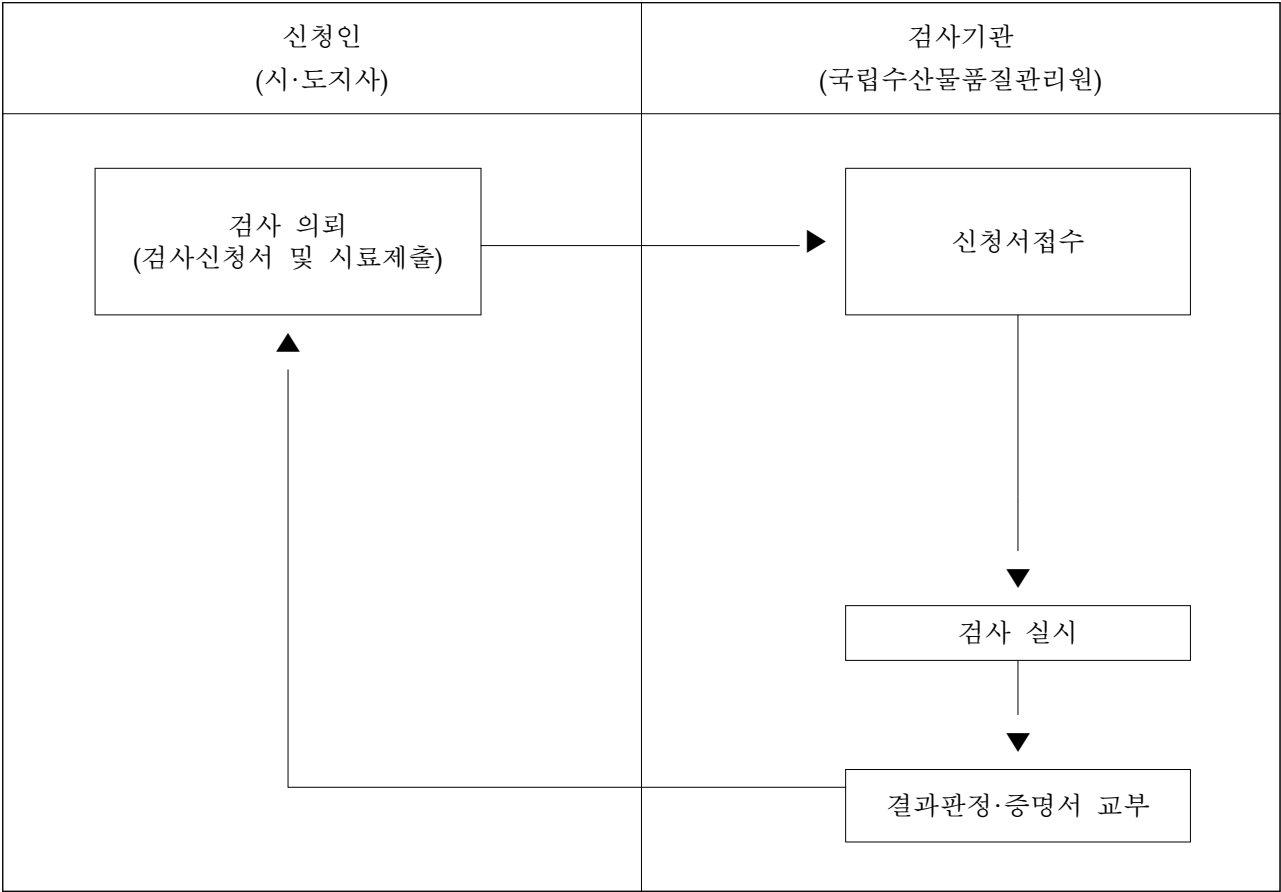 신청인
(시·도지사)
검사기관
(국립수산물품질관리원)
검사 의뢰
(검사신청서 및 시료제출)
신청서접수
검사 실시
결과판정·증명서 교부